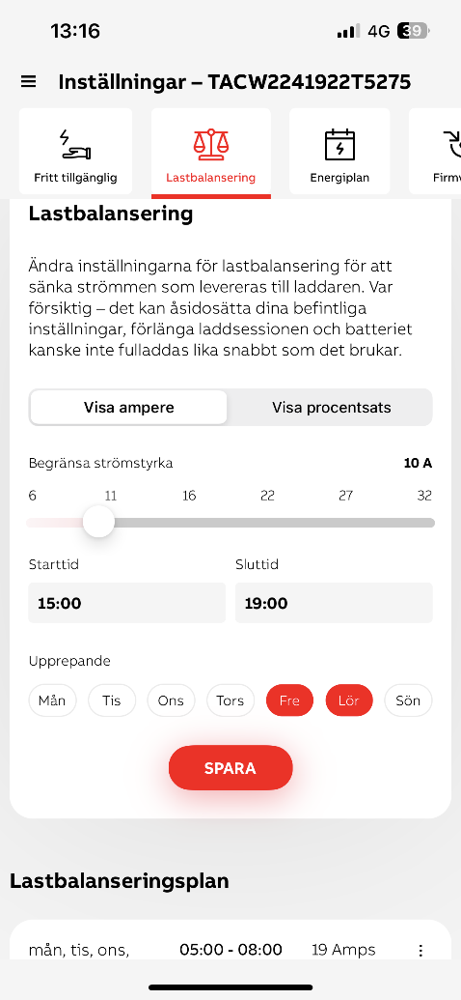 13:16
4G 39
Inställningar – TACW2241922T5275
Fritt tillgänglig
Lastbalansering
Energiplan
Firmv
Lastbalansering
Ändra inställningarna för lastbalansering för att
sänka strömmen som levereras till laddaren. Var
försiktig – det kan åsidosätta dina befintliga
inställningar, förlänga laddsessionen och batteriet
kanske inte fulladdas lika snabbt som det brukar.
Visa ampere
Visa procentsats
Begränsa strömstyrka 10 A
6 11 16 22 27 32
Starttid Sluttid
15:00 19:00
Upprepande
Mån Tis Ons Tors Fre Lör Sön
SPARA
Lastbalanseringsplan
mån, tis, ons, 05:00 - 08:00 19 Amps